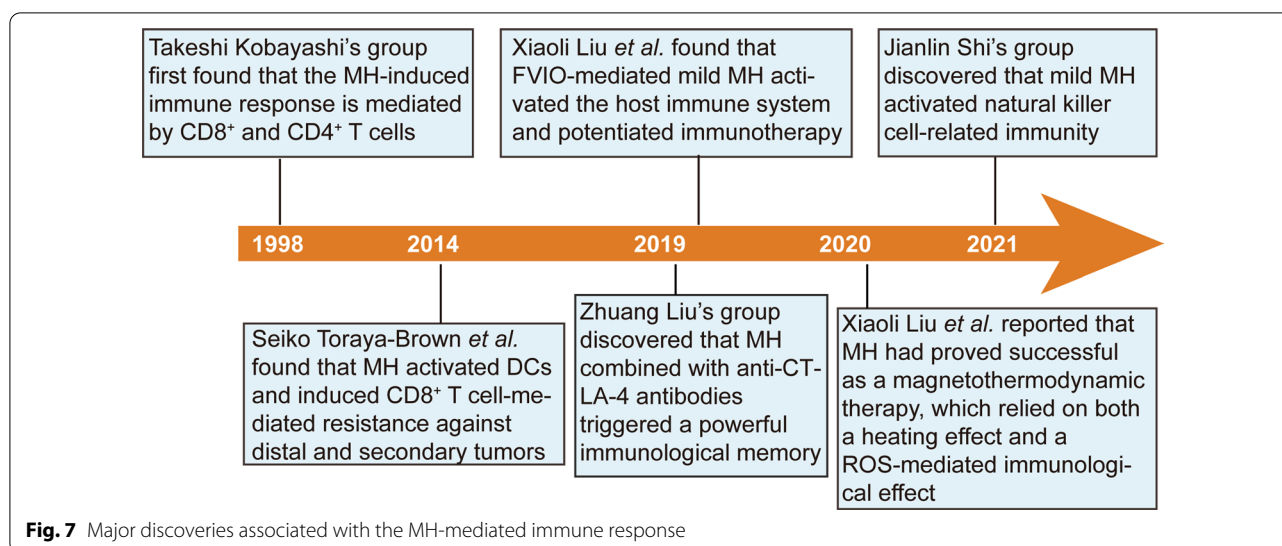 Takeshi Kobayashi's group
first found that the MH-induced
immune response is mediated
by CD8⁺ and CD4⁺ T cells
Xiaoli Liu et al. found that
FVIO-mediated mild MH acti-
vated the host immune system
and potentiated immunotherapy
Jianlin Shi's group
discovered that mild MH
activated natural killer
cell-related immunity
1998 2014 2019 2020 2021
Seiko Toraya-Brown et al.
found that MH activated DCs
and induced CD8⁺ T cell-me-
diated resistance against
distal and secondary tumors
Zhuang Liu's group
discovered that MH
combined with anti-CT-
LA-4 antibodies
triggered a powerful
immunological memory
Xiaoli Liu et al. reported that
MH had proved successful
as a magnetothermodynamic
therapy, which relied on both
a heating effect and a
ROS-mediated immunologi-
cal effect
Fig. 7 Major discoveries associated with the MH-mediated immune response